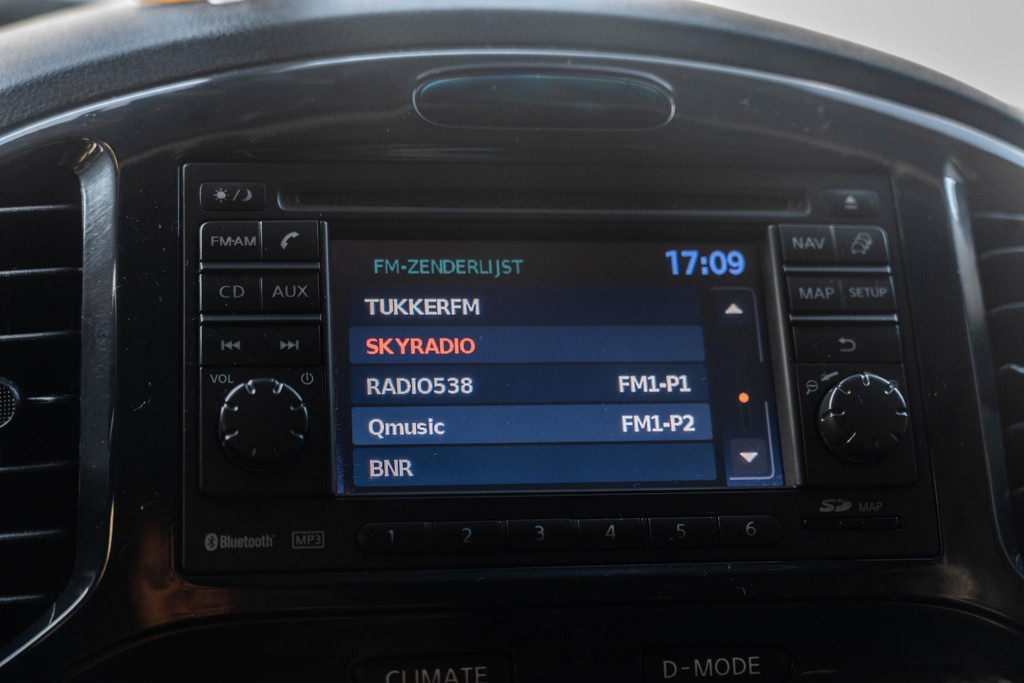 FM-ZENDERLIJST 17:09
TUKKERFM
SKYRADIO
RADIO538 FM1-P1
Qmusic FM1-P2
BNR
FM·AM
CD AUX
VOL
NAV
MAP SETUP
Bluetooth MP3
1 2 3 4 5 6
SD MAP
CLIMATE D-MODE